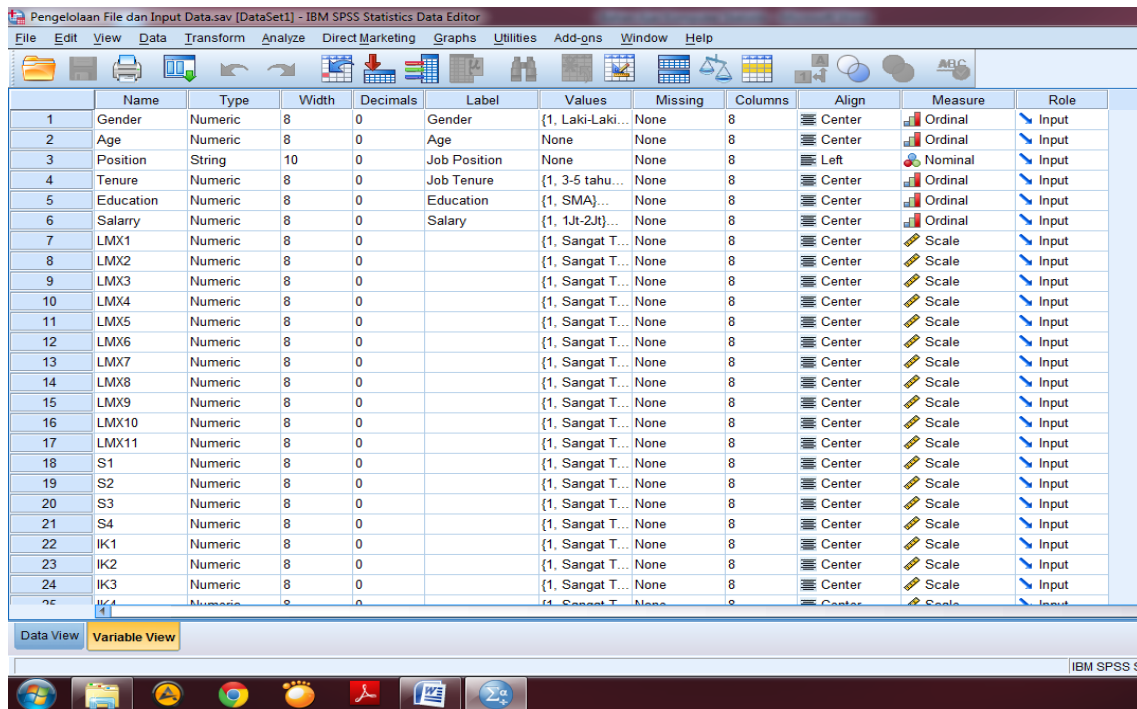 Pengelolaan File dan Input Data.sav [DataSet1] - IBM SPSS Statistics Data Editor
File Edit View Data Transform Analyze Direct Marketing Graphs Utilities Add-ons Window Help
Name Type Width Decimals Label Values Missing Columns Align Measure Role
1 Gender Numeric 8 0 Gender {1, Laki-Laki... None 8 Center Ordinal Input
2 Age Numeric 8 0 Age None None 8 Center Ordinal Input
3 Position String 10 0 Job Position None None 8 Left Nominal Input
4 Tenure Numeric 8 0 Job Tenure {1, 3-5 tahu... None 8 Center Ordinal Input
5 Education Numeric 8 0 Education {1, SMA}... None 8 Center Ordinal Input
6 Salarry Numeric 8 0 Salary {1, 1Jt-2Jt}... None 8 Center Ordinal Input
7 LMX1 Numeric 8 0 {1, Sangat T... None 8 Center Scale Input
8 LMX2 Numeric 8 0 {1, Sangat T... None 8 Center Scale Input
9 LMX3 Numeric 8 0 {1, Sangat T... None 8 Center Scale Input
10 LMX4 Numeric 8 0 {1, Sangat T... None 8 Center Scale Input
11 LMX5 Numeric 8 0 {1, Sangat T... None 8 Center Scale Input
12 LMX6 Numeric 8 0 {1, Sangat T... None 8 Center Scale Input
13 LMX7 Numeric 8 0 {1, Sangat T... None 8 Center Scale Input
14 LMX8 Numeric 8 0 {1, Sangat T... None 8 Center Scale Input
15 LMX9 Numeric 8 0 {1, Sangat T... None 8 Center Scale Input
16 LMX10 Numeric 8 0 {1, Sangat T... None 8 Center Scale Input
17 LMX11 Numeric 8 0 {1, Sangat T... None 8 Center Scale Input
18 S1 Numeric 8 0 {1, Sangat T... None 8 Center Scale Input
19 S2 Numeric 8 0 {1, Sangat T... None 8 Center Scale Input
20 S3 Numeric 8 0 {1, Sangat T... None 8 Center Scale Input
21 S4 Numeric 8 0 {1, Sangat T... None 8 Center Scale Input
22 IK1 Numeric 8 0 {1, Sangat T... None 8 Center Scale Input
23 IK2 Numeric 8 0 {1, Sangat T... None 8 Center Scale Input
24 IK3 Numeric 8 0 {1, Sangat T... None 8 Center Scale Input
25 IK4 Numeric 8 0 {1, Sangat T... None 8 Center Scale Input
Data View Variable View
IBM SPSS S